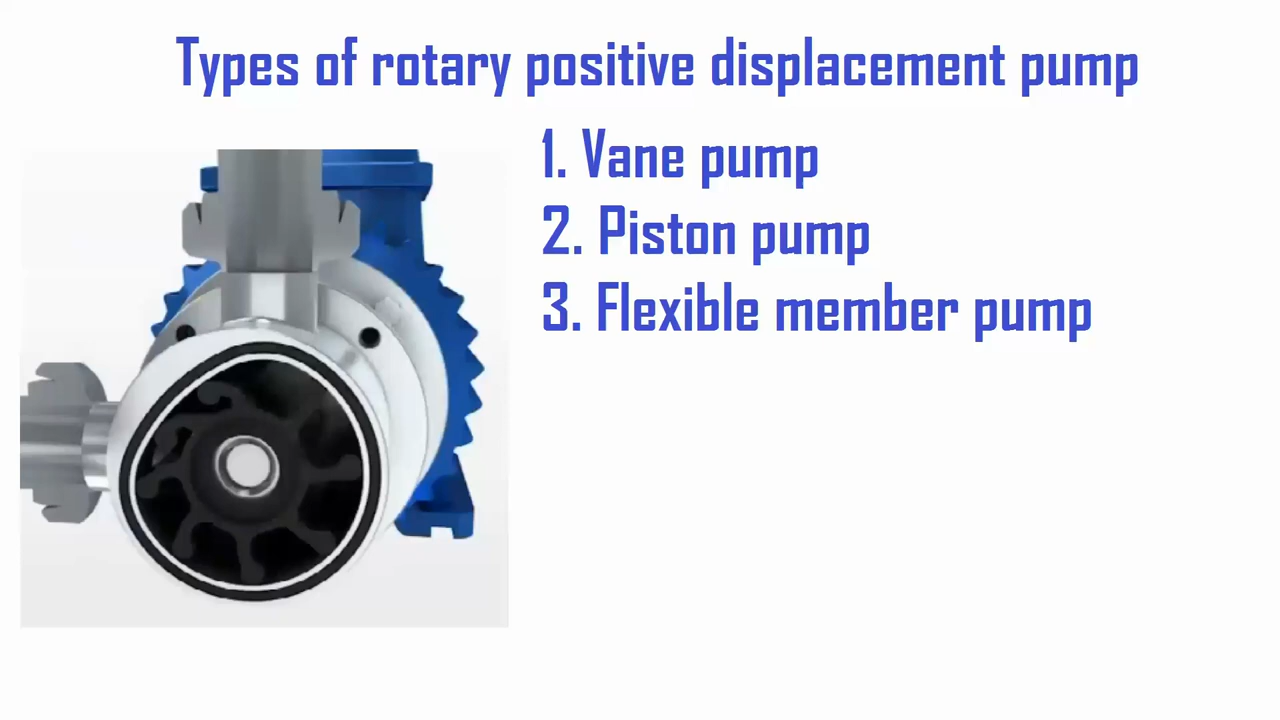 Types of rotary positive displacement pump
1. Vane pump
2. Piston pump
3. Flexible member pump